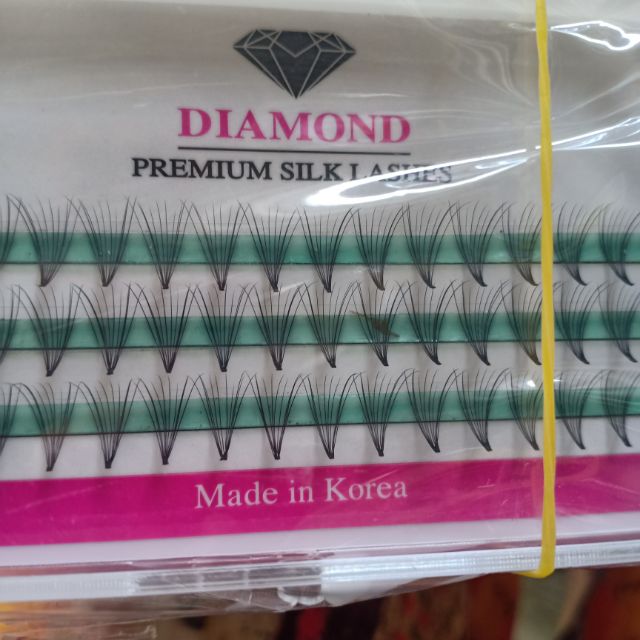 DIAMOND
PREMIUM SILK LASHES
Made in Korea